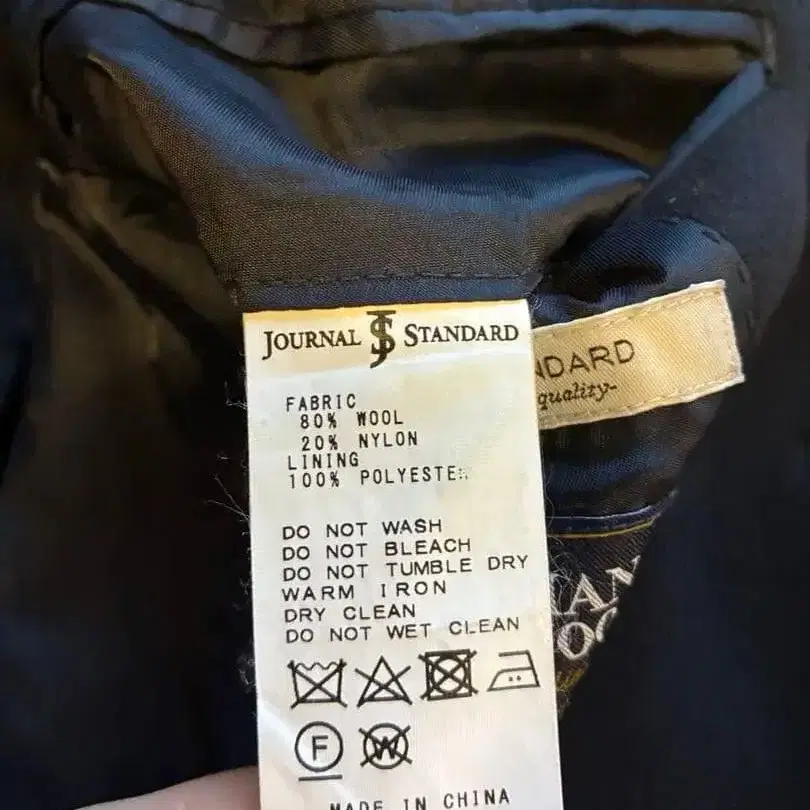 JOURNAL JS STANDARD
NDARD
quality-
FABRIC
80% WOOL
20% NYLON
LINING
100% POLYESTE
DO NOT WASH
DO NOT BLEACH
DO NOT TUMBLE DRY
WARM IRON
DRY CLEAN
DO NOT WET CLEAN
F W
MADE IN CHINA